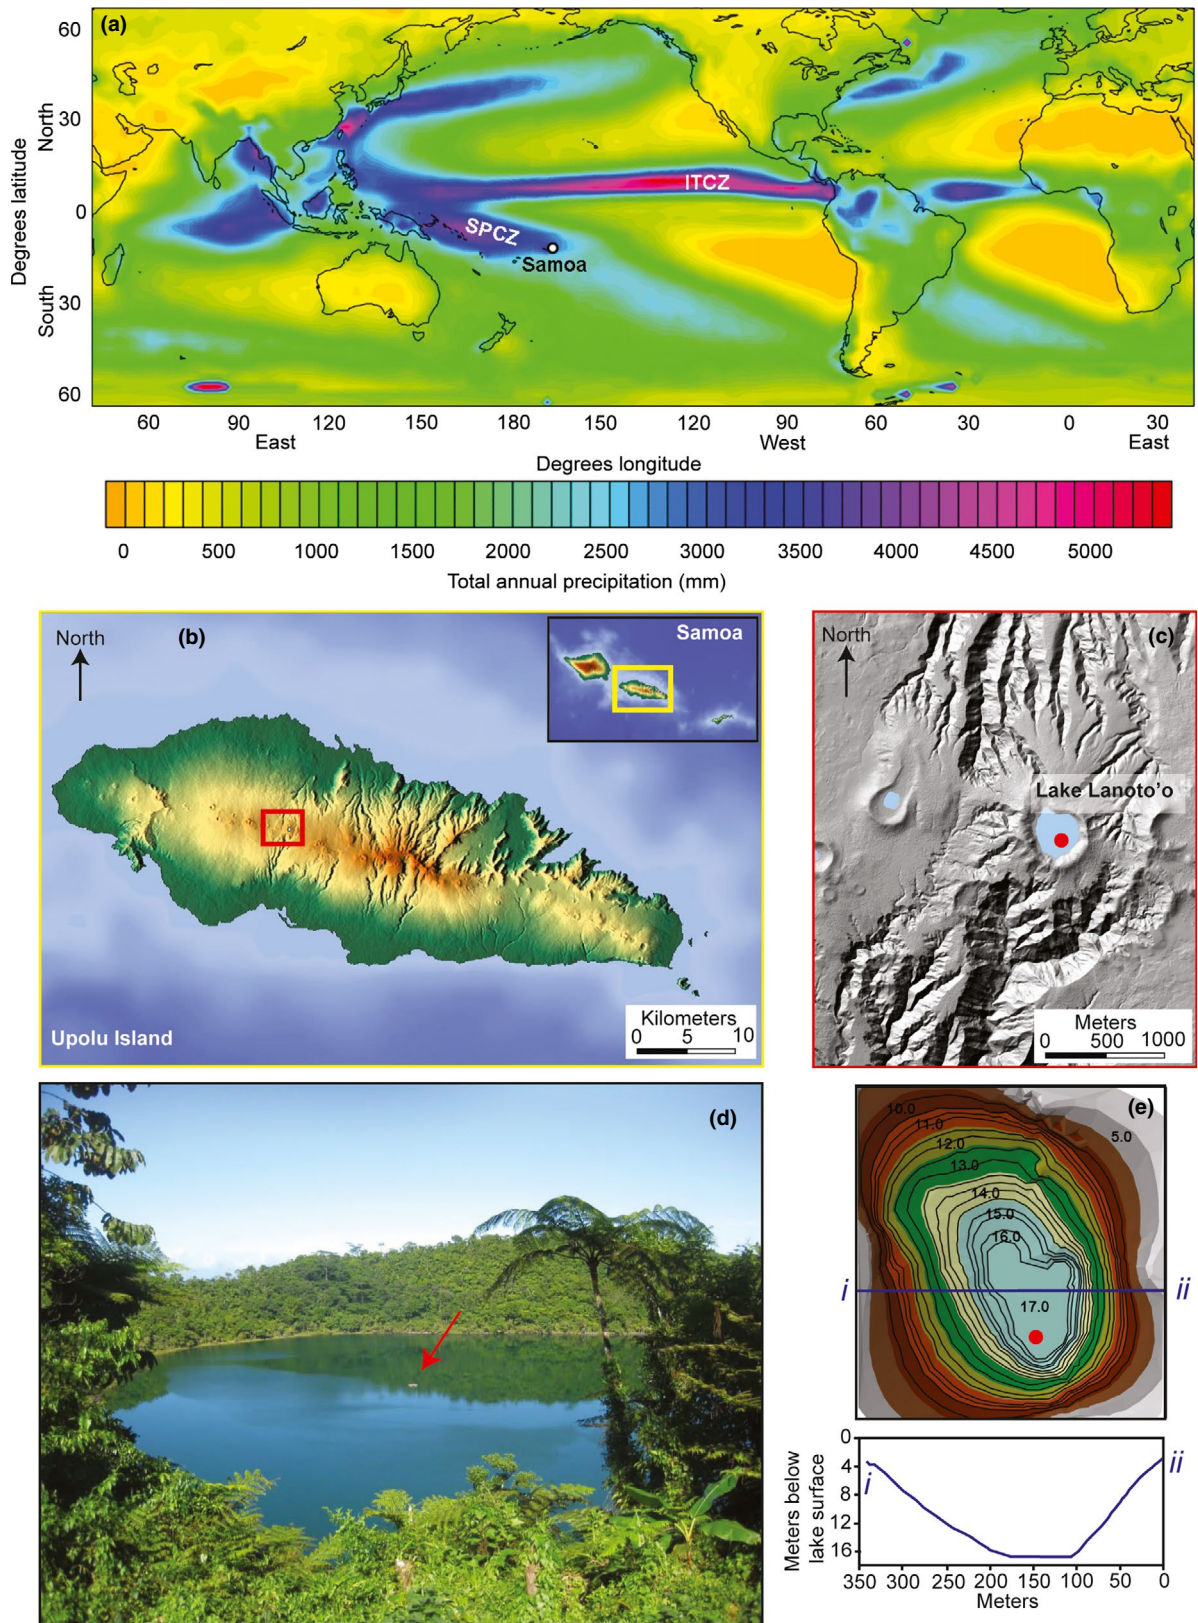 (a)
60
30
0
30
60
North
Degrees latitude
South
ITCZ
SPCZ
Samoa
60 90 120 150 180 150 120 90 60 30 0 30
East West East
Degrees longitude
0 500 1000 1500 2000 2500 3000 3500 4000 4500 5000
Total annual precipitation (mm)
North
(b)
Samoa
Upolu Island
Kilometers
0 5 10
North
(c)
Lake Lanoto'o
Meters
0 500 1000
(d)
(e)
10.0
11.0
5.0
12.0
13.0
14.0
15.0
16.0
i
ii
17.0
0
4
8
12
16
Meters below
lake surface
i
ii
350 300 250 200 150 100 50 0
Meters